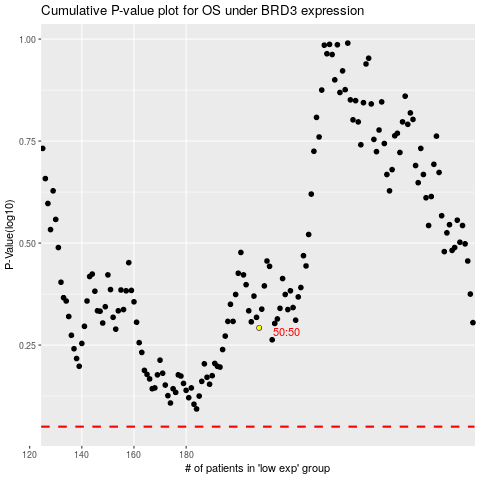 Cumulative P-value plot for OS under BRD3 expression
P-Value(log10)
1.00
0.75
0.50
0.25
50:50
120 140 160 180
# of patients in 'low exp' group